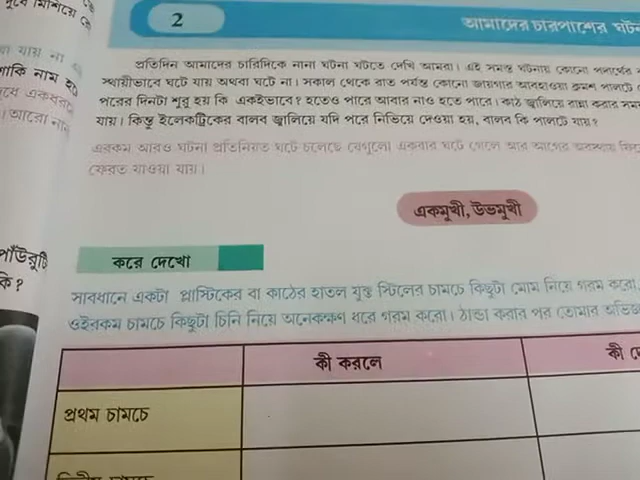 2
আমাদের চারপাশের ঘটন
প্রতিদিন আমাদের চারিদিকে নানা ঘটনা ঘটতে দেখি আমরা। এই সমস্ত ঘটনায় কোনো পদার্থের
স্থায়ীভাবে ঘটে যায় অথবা ঘটে না। সকাল থেকে রাত পর্যন্ত কোনো জায়গার আবহাওয়া ক্রমশ পালটে
পরের দিনটা শুরু হয় কি একইভাবে? হতেও পারে আবার নাও হতে পারে। কাঠ জ্বালিয়ে রান্না করার সময়
যায়। কিন্তু ইলেকট্রিকের বালব জ্বালিয়ে যদি পরে নিভিয়ে দেওয়া হয়, বালব কি পালটে যায়?
এরকম আরও ঘটনা প্রতিনিয়ত ঘটে চলেছে যেগুলো একবার ঘটে গেলে আর আগের অবস্থায়
ফেরত যাওয়া যায়।
একমুখী, উভমুখী
করে দেখো
সাবধানে একটা প্লাস্টিকের বা কাঠের হাতল যুক্ত স্টিলের চামচে কিছুটা মোম নিয়ে গরম করো।
ওইরকম চামচে কিছুটা চিনি নিয়ে অনেকক্ষণ ধরে গরম করো। ঠান্ডা করার পর তোমার
কী করলে
কী
প্রথম চামচে
দ্বিতীয় চামচে
পাঁউরুটি
কি?